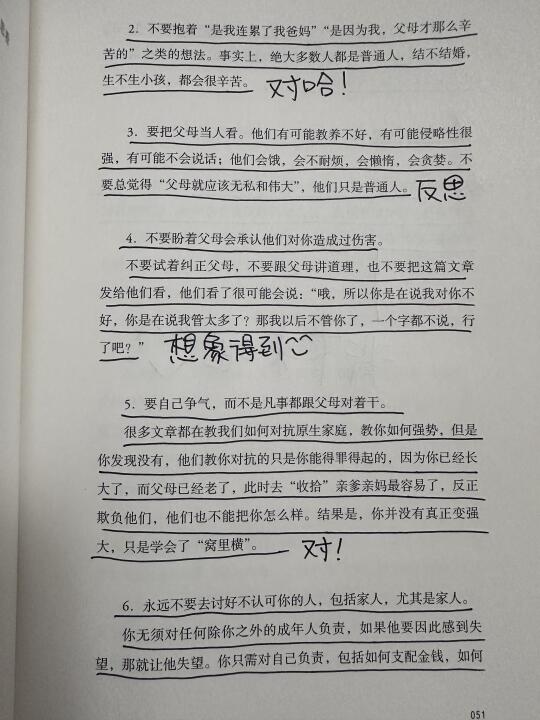 2. 不要抱着“是我连累了我爸妈”“是因为我，父母才那么辛
苦的”之类的想法。事实上，绝大多数人都是普通人，结不结婚，
生不生小孩，都会很辛苦。 对哈！
3. 要把父母当人看。他们有可能教养不好，有可能侵略性很
强，有可能不会说话；他们会饿，会不耐烦，会懒惰，会贪婪。不
要总觉得“父母就应该无私和伟大”，他们只是普通人。 反思
4. 不要盼着父母会承认他们对你造成过伤害。
不要试着纠正父母，不要跟父母讲道理，也不要把这篇文章
发给他们看，他们看了很可能会说：“哦，所以你是在说我对你不
好，你是在说我管太多了？那我以后不管你了，一个字都不说，行
了吧？” 想象得到
5. 要自己争气，而不是凡事都跟父母对着干。
很多文章都在教我们如何对抗原生家庭，教你如何强势，但是
你发现没有，他们教你对抗的只是你能得罪得起的，因为你已经长
大了，而父母已经老了，此时去“收拾”亲爹亲妈最容易了，反正
欺负他们，他们也不能把你怎么样。结果是，你并没有真正变强
大，只是学会了“窝里横”。 对！
6. 永远不要去讨好不认可你的人，包括家人，尤其是家人。
你无须对任何除你之外的成年人负责，如果他要因此感到失
望，那就让他失望。你只需对自己负责，包括如何支配金钱，如何
051